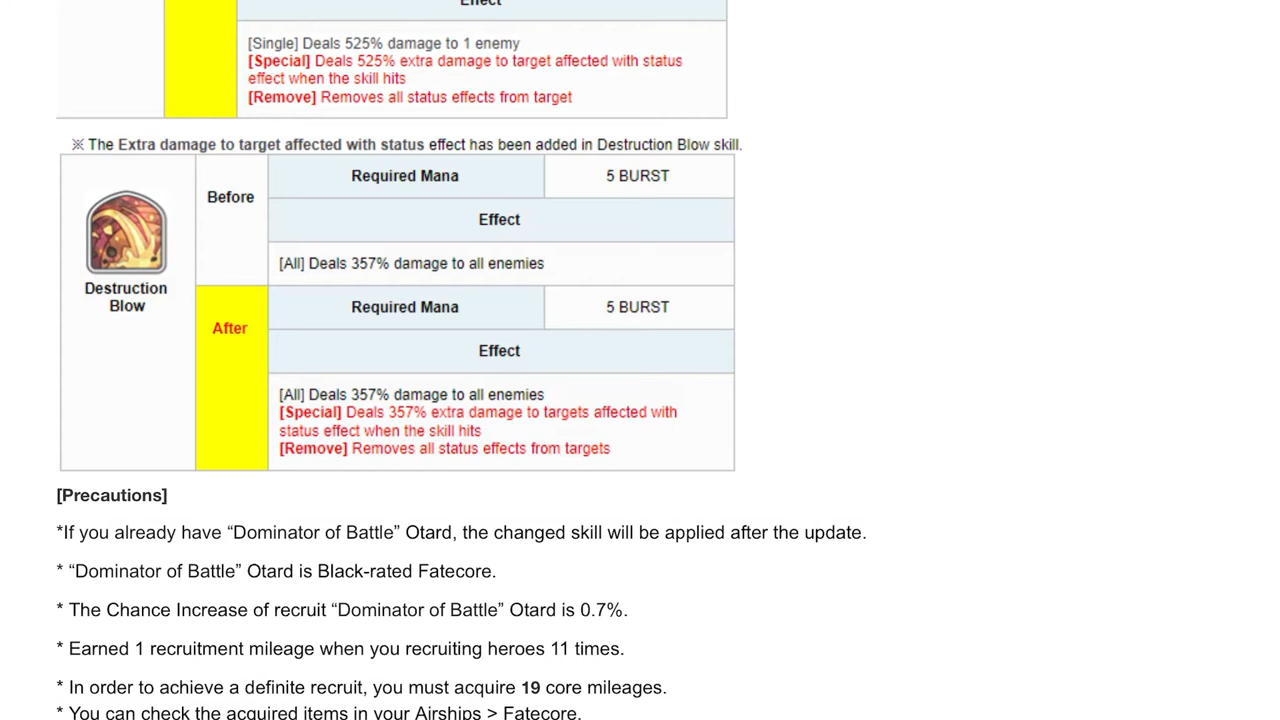 Effect
[Single] Deals 525% damage to 1 enemy
[Special] Deals 525% extra damage to target affected with status
effect when the skill hits
[Remove] Removes all status effects from target
※ The Extra damage to target affected with status effect has been added in Destruction Blow skill.
Destruction
Blow
Before
Required Mana 5 BURST
Effect
[All] Deals 357% damage to all enemies
After
Required Mana 5 BURST
Effect
[All] Deals 357% damage to all enemies
[Special] Deals 357% extra damage to targets affected with
status effect when the skill hits
[Remove] Removes all status effects from targets
[Precautions]
*If you already have “Dominator of Battle” Otard, the changed skill will be applied after the update.
* “Dominator of Battle” Otard is Black-rated Fatecore.
* The Chance Increase of recruit “Dominator of Battle” Otard is 0.7%.
* Earned 1 recruitment mileage when you recruiting heroes 11 times.
* In order to achieve a definite recruit, you must acquire 19 core mileages.
* You can check the acquired items in your Airships > Fatecore.